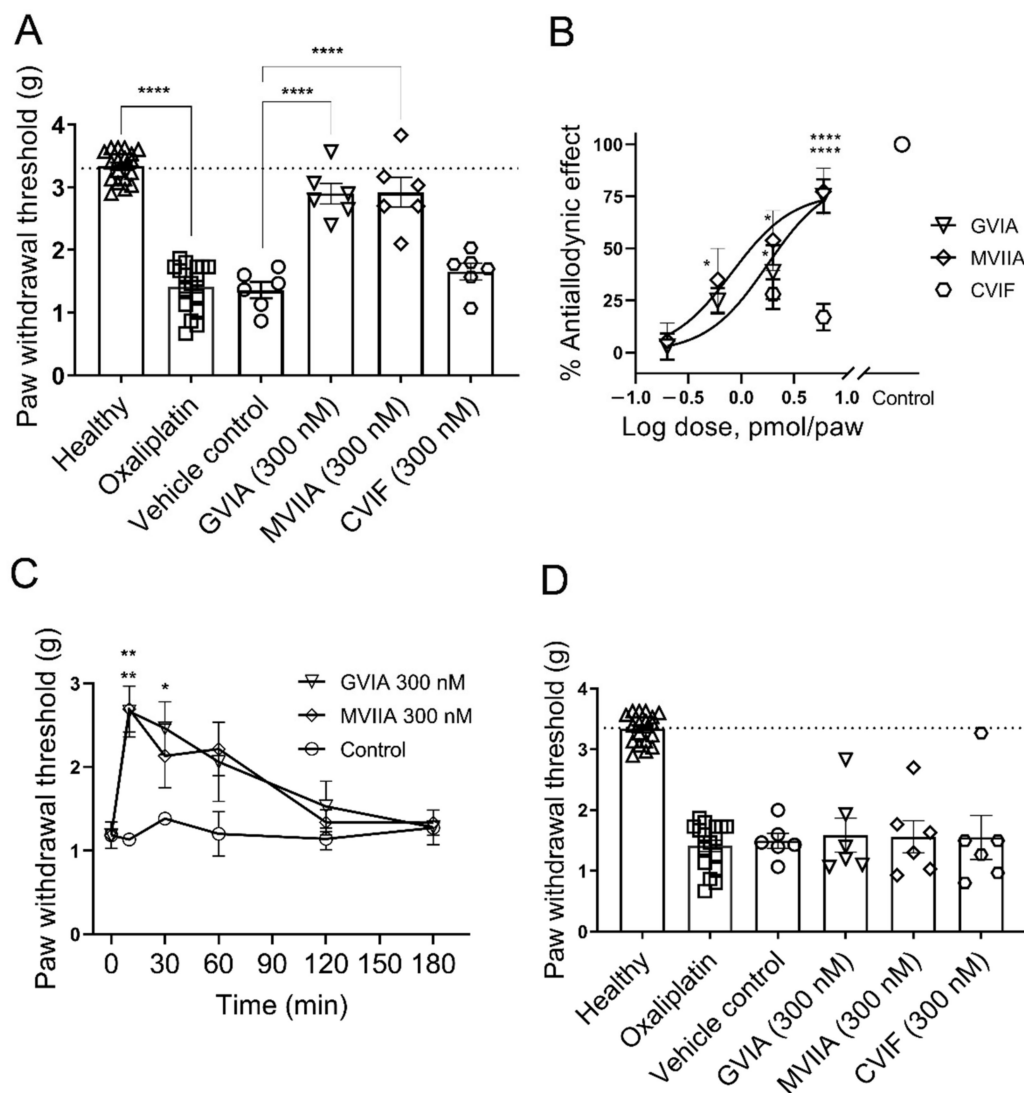 A
Paw withdrawal threshold (g)
4
3
2
1
0
****
****
****
Healthy
Oxaliplatin
Vehicle control
GVIA (300 nM)
MVIIA (300 nM)
CVIF (300 nM)
B
% Antiallodynic effect
100
75
50
25
0
*
*
*
****
****
−1.0
−0.5
0.0
0.5
1.0
Control
Log dose, pmol/paw
GVIA
MVIIA
CVIF
C
Paw withdrawal threshold (g)
3
2
1
0
**
**
*
GVIA 300 nM
MVIIA 300 nM
Control
0 30 60 90 120 150 180
Time (min)
D
Paw withdrawal threshold (g)
4
3
2
1
0
Healthy
Oxaliplatin
Vehicle control
GVIA (300 nM)
MVIIA (300 nM)
CVIF (300 nM)